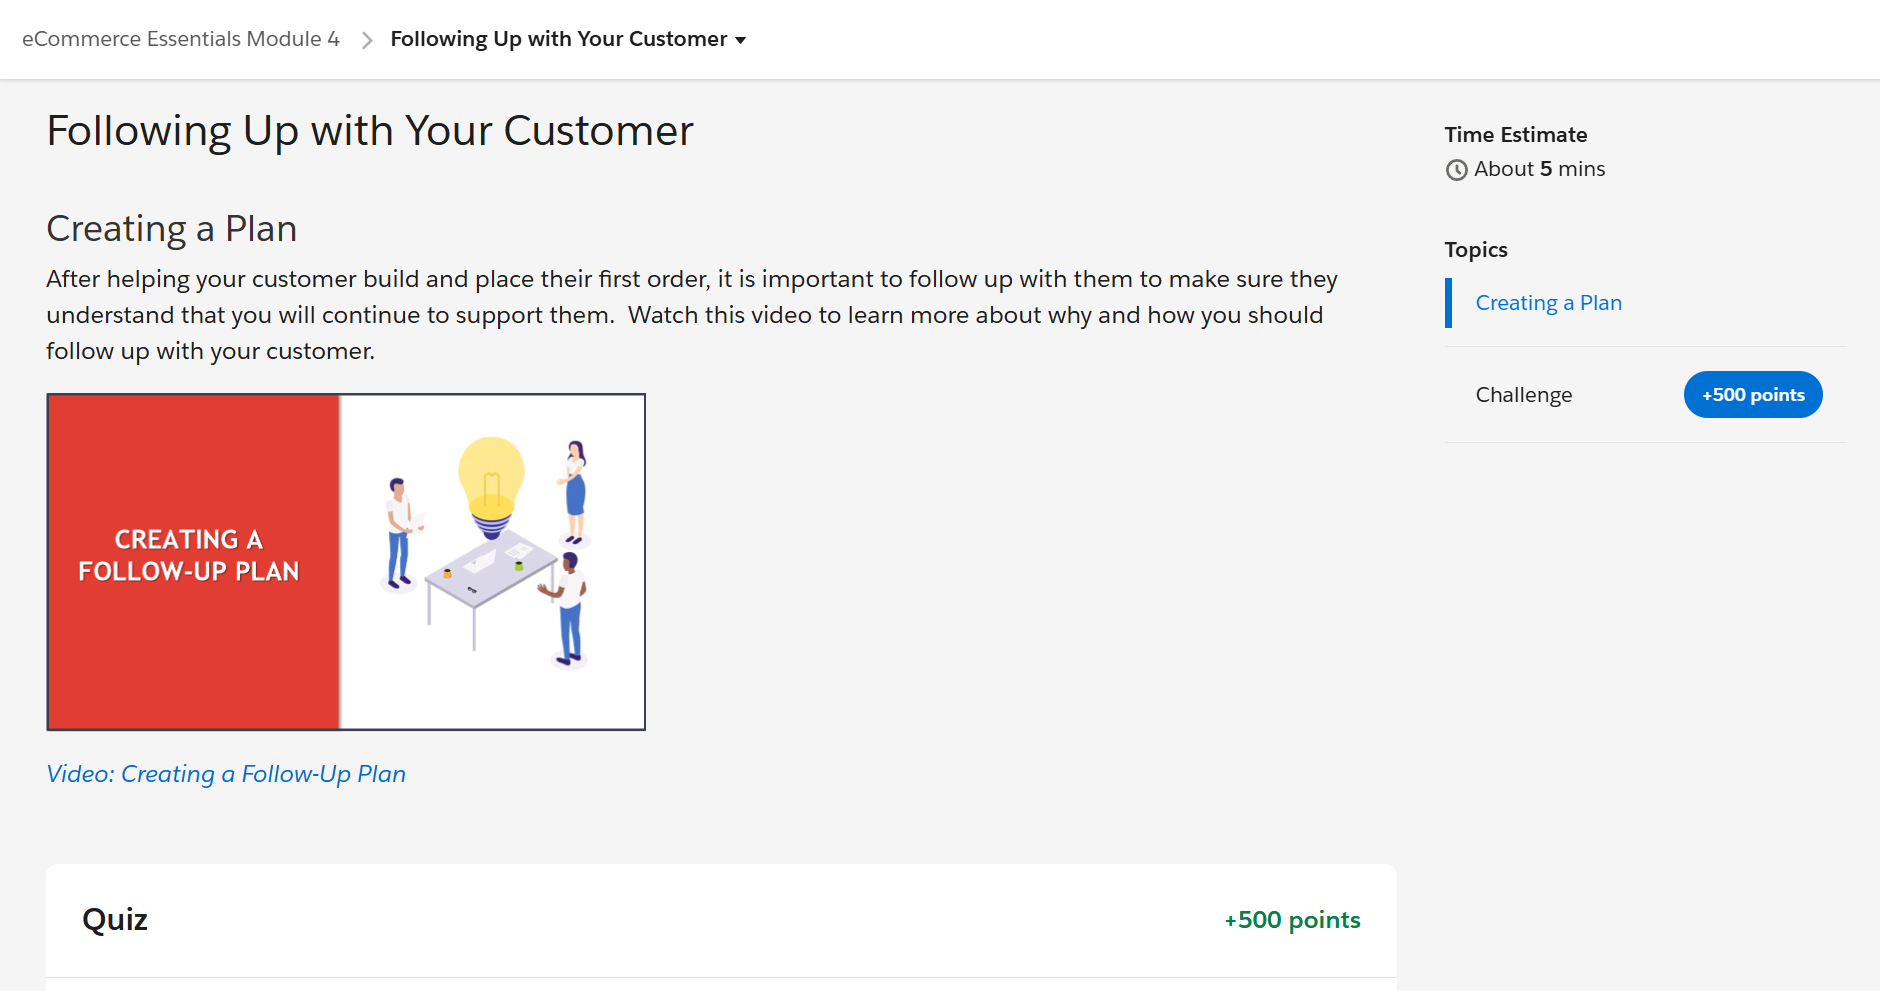 eCommerce Essentials Module 4
Following Up with Your Customer
Following Up with Your Customer
Time Estimate
About 5 mins
Creating a Plan
After helping your customer build and place their first order, it is important to follow up with them to make sure they
understand that you will continue to support them.  Watch this video to learn more about why and how you should
follow up with your customer.
Topics
Creating a Plan
Challenge
+500 points
CREATING A
FOLLOW-UP PLAN
Video: Creating a Follow-Up Plan
Quiz
+500 points